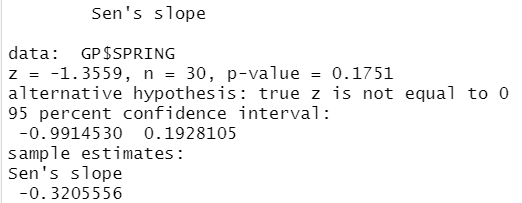 Sen's slope
data:  GP$SPRING
z = -1.3559, n = 30, p-value = 0.1751
alternative hypothesis: true z is not equal to 0
95 percent confidence interval:
-0.9914530  0.1928105
sample estimates:
Sen's slope
-0.3205556